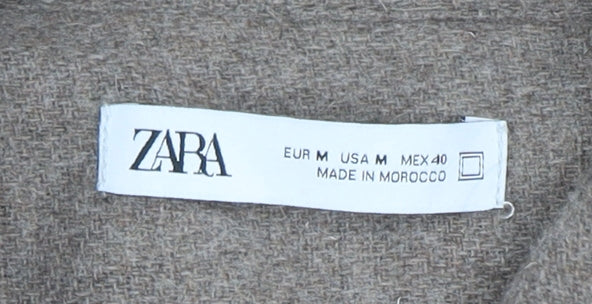 ZARA
EUR M USA M MEX 40
MADE IN MOROCCO